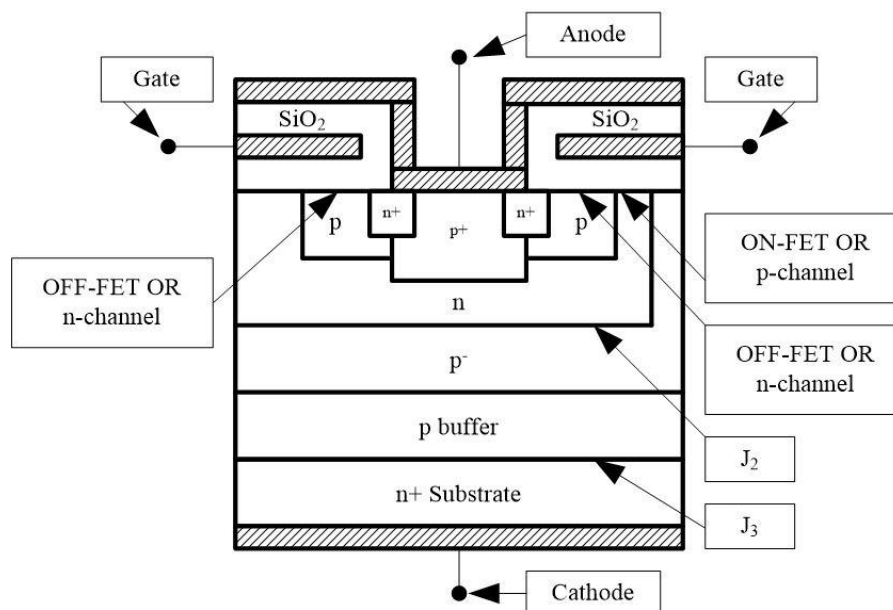 Anode
Gate
Gate
SiO₂
SiO₂
p
n+
p+
n+
p
ON-FET OR
p-channel
OFF-FET OR
n-channel
n
OFF-FET OR
n-channel
p⁻
p buffer
J₂
n+ Substrate
J₃
Cathode